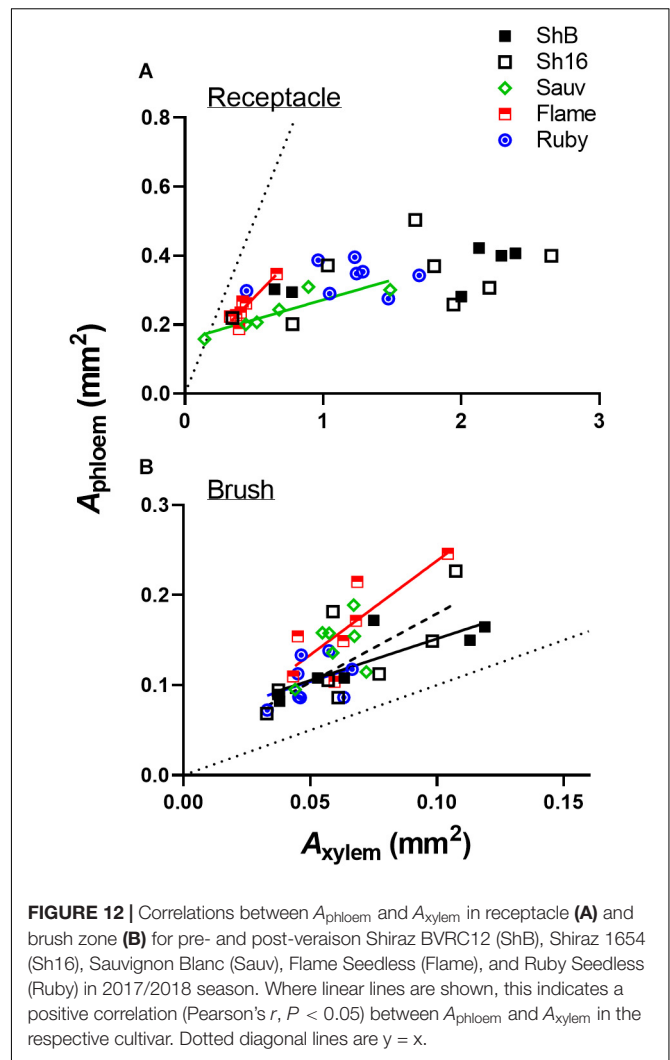 ShB
Sh16
Sauv
Flame
Ruby
A
Receptacle
0.8
0.6
0.4
0.2
0.0
0
1
2
3
Aphloem (mm2)
B
Brush
0.3
0.2
0.1
0.0
0.00
0.05
0.10
0.15
Axylem (mm2)
FIGURE 12 | Correlations between Aphloem and Axylem in receptacle (A) and
brush zone (B) for pre- and post-veraison Shiraz BVRC12 (ShB), Shiraz 1654
(Sh16), Sauvignon Blanc (Sauv), Flame Seedless (Flame), and Ruby Seedless
(Ruby) in 2017/2018 season. Where linear lines are shown, this indicates a
positive correlation (Pearson's r, P < 0.05) between Aphloem and Axylem in the
respective cultivar. Dotted diagonal lines are y = x.